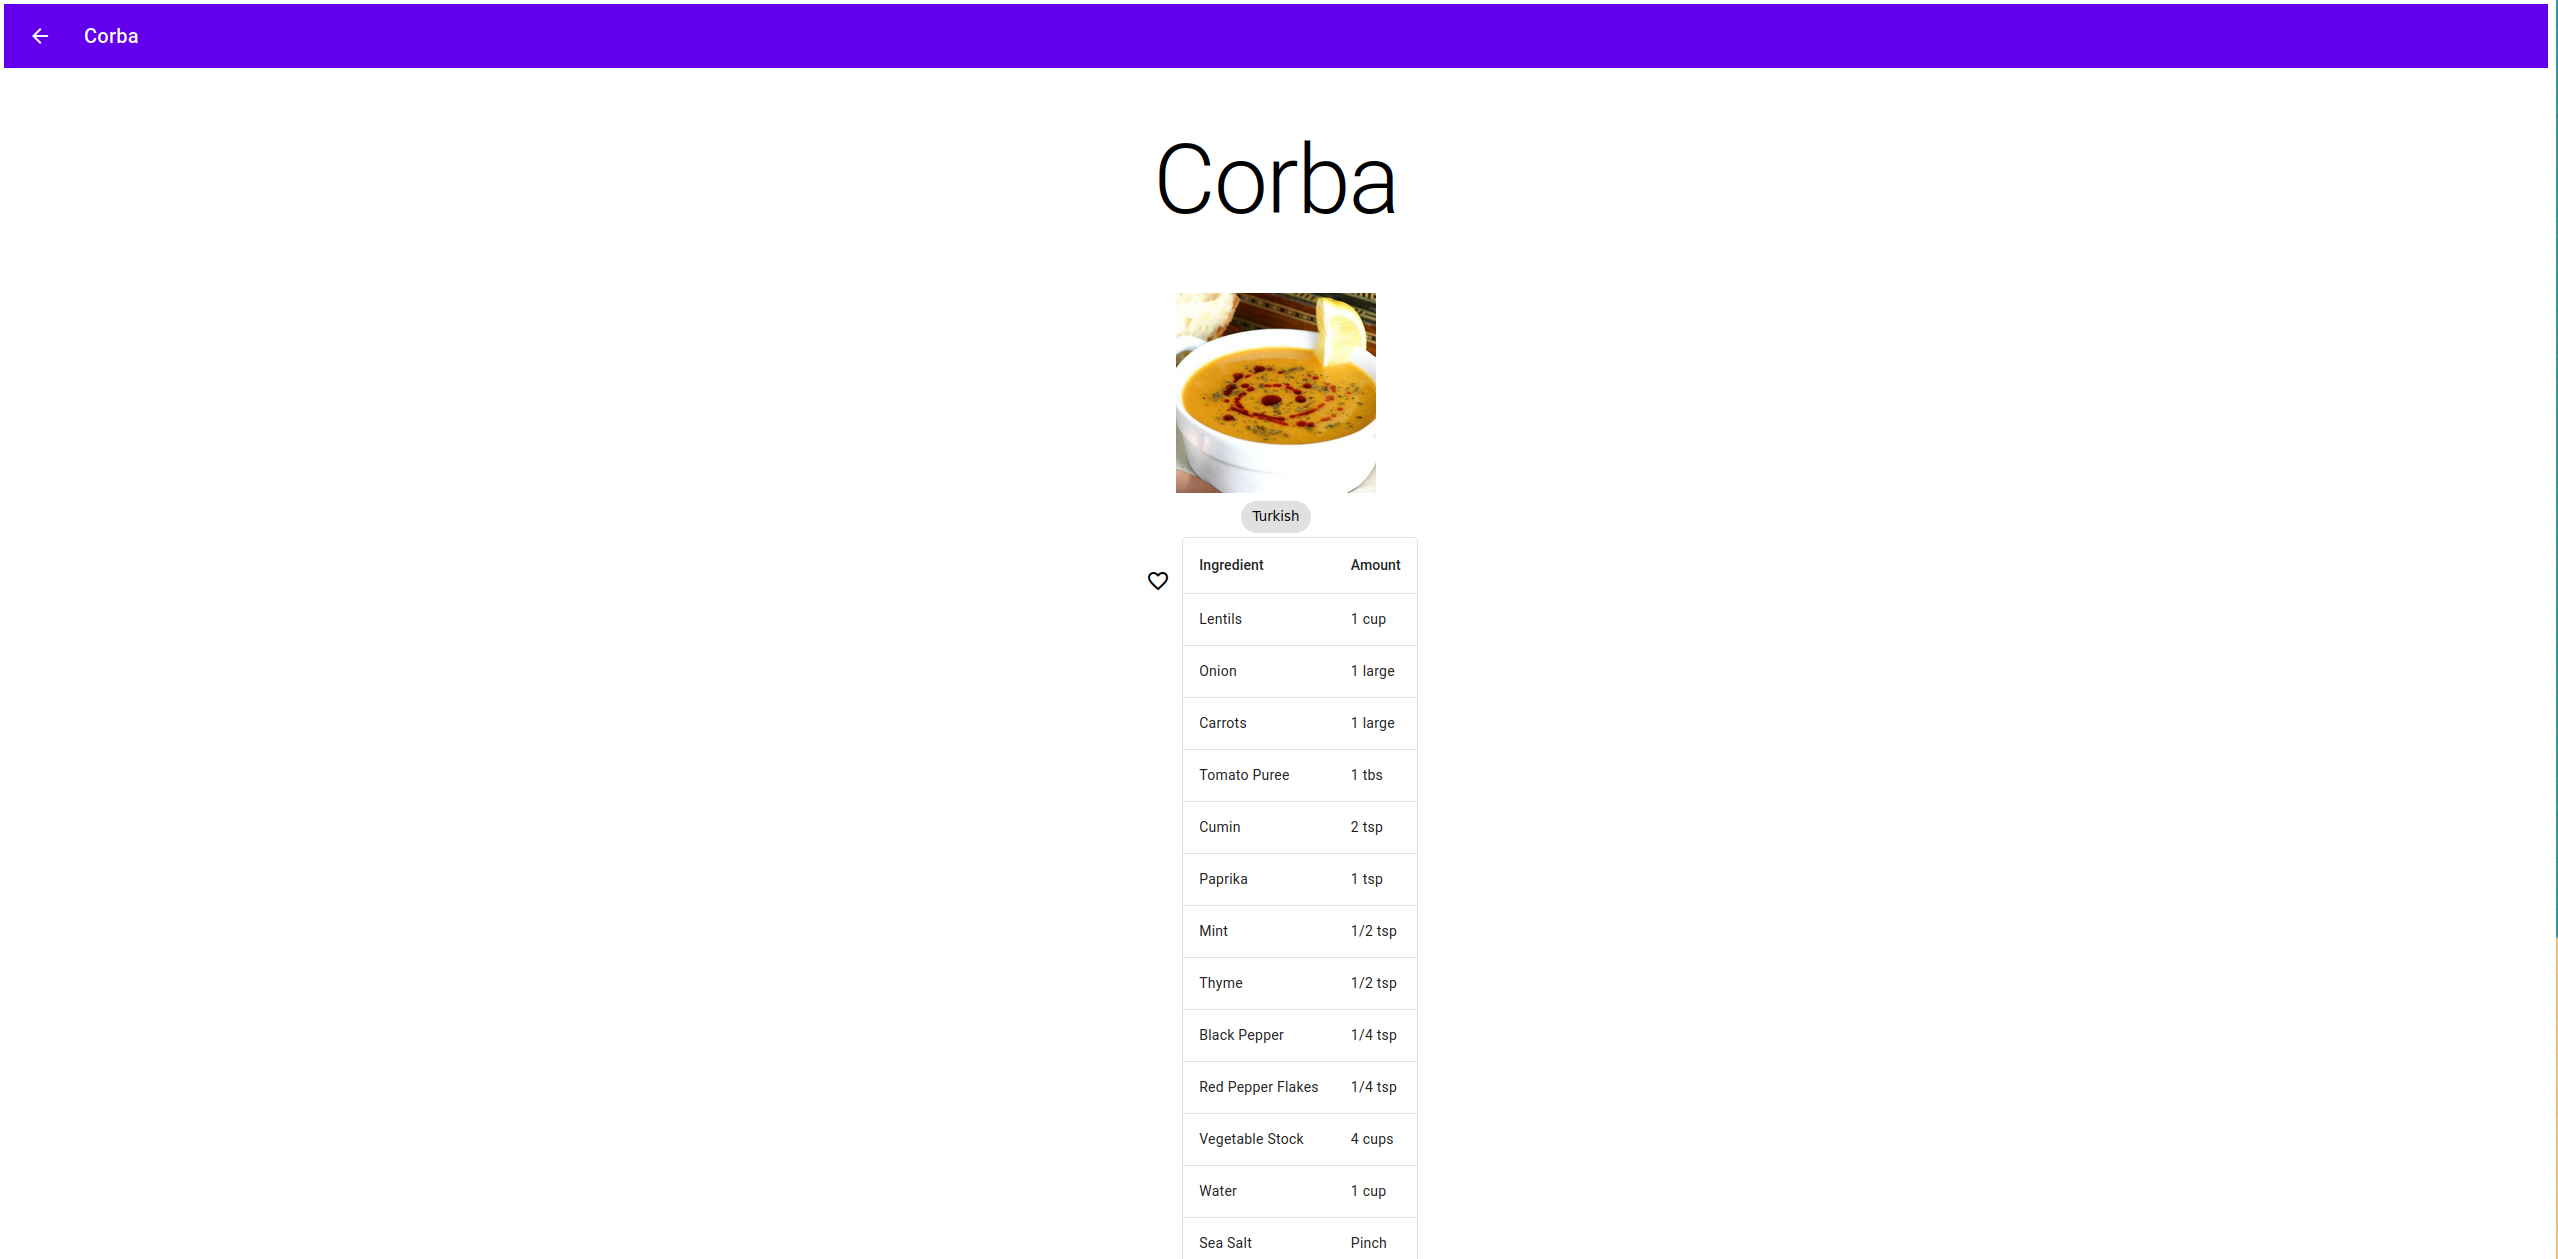 Corba
Corba
Turkish
Ingredient Amount
Lentils 1 cup
Onion 1 large
Carrots 1 large
Tomato Puree 1 tbs
Cumin 2 tsp
Paprika 1 tsp
Mint 1/2 tsp
Thyme 1/2 tsp
Black Pepper 1/4 tsp
Red Pepper Flakes 1/4 tsp
Vegetable Stock 4 cups
Water 1 cup
Sea Salt Pinch